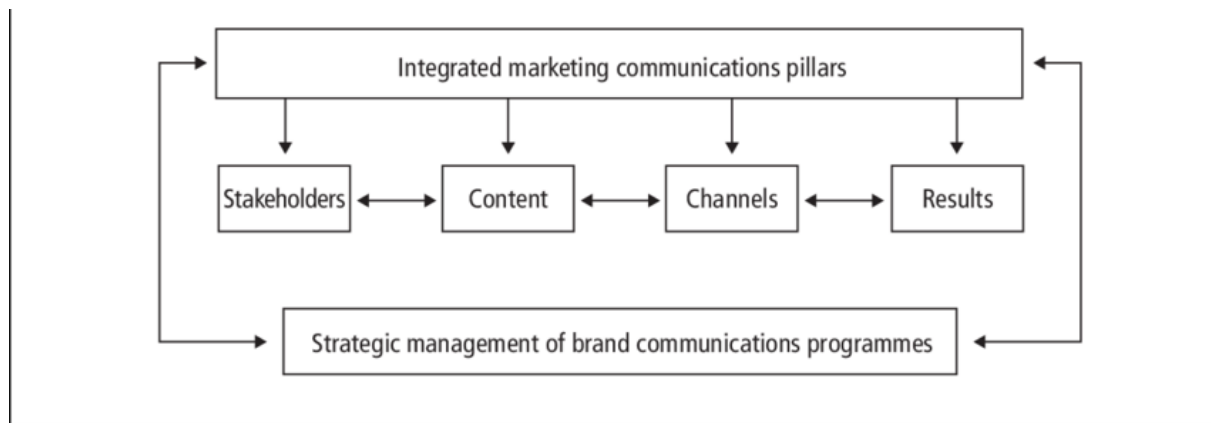 Integrated marketing communications pillars
Stakeholders
Content
Channels
Results
Strategic management of brand communications programmes